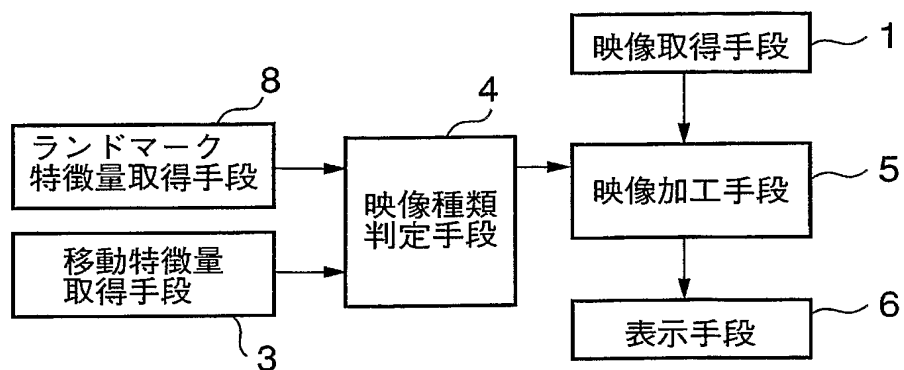 映像取得手段
1
8
ランドマーク
特徴量取得手段
4
映像種類
判定手段
映像加工手段
5
移動特徴量
取得手段
3
表示手段
6